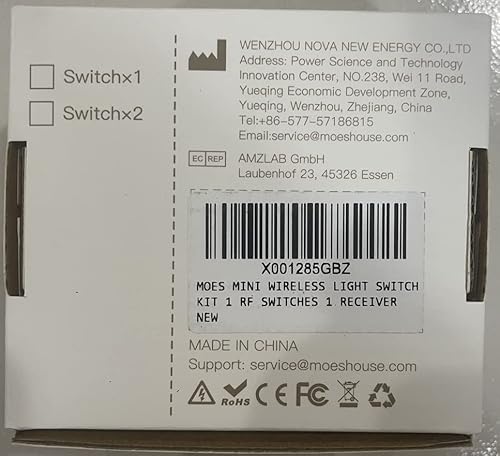 Switch×1
Switch×2
WENZHOU NOVA NEW ENERGY CO.,LTD
Address: Power Science and Technology
Innovation Center, NO.238, Wei 11 Road,
Yueqing Economic Development Zone,
Yueqing, Wenzhou, Zhejiang, China
Tel:+86-577-57186815
Email:service@moeshouse.com
EC REP
AMZLAB GmbH
Laubenhof 23, 45326 Essen
X001285GBZ
MOES MINI WIRELESS LIGHT SWITCH
KIT 1 RF SWITCHES 1 RECEIVER
NEW
MADE IN CHINA
Support: service@moeshouse.com
RoHS CE FC